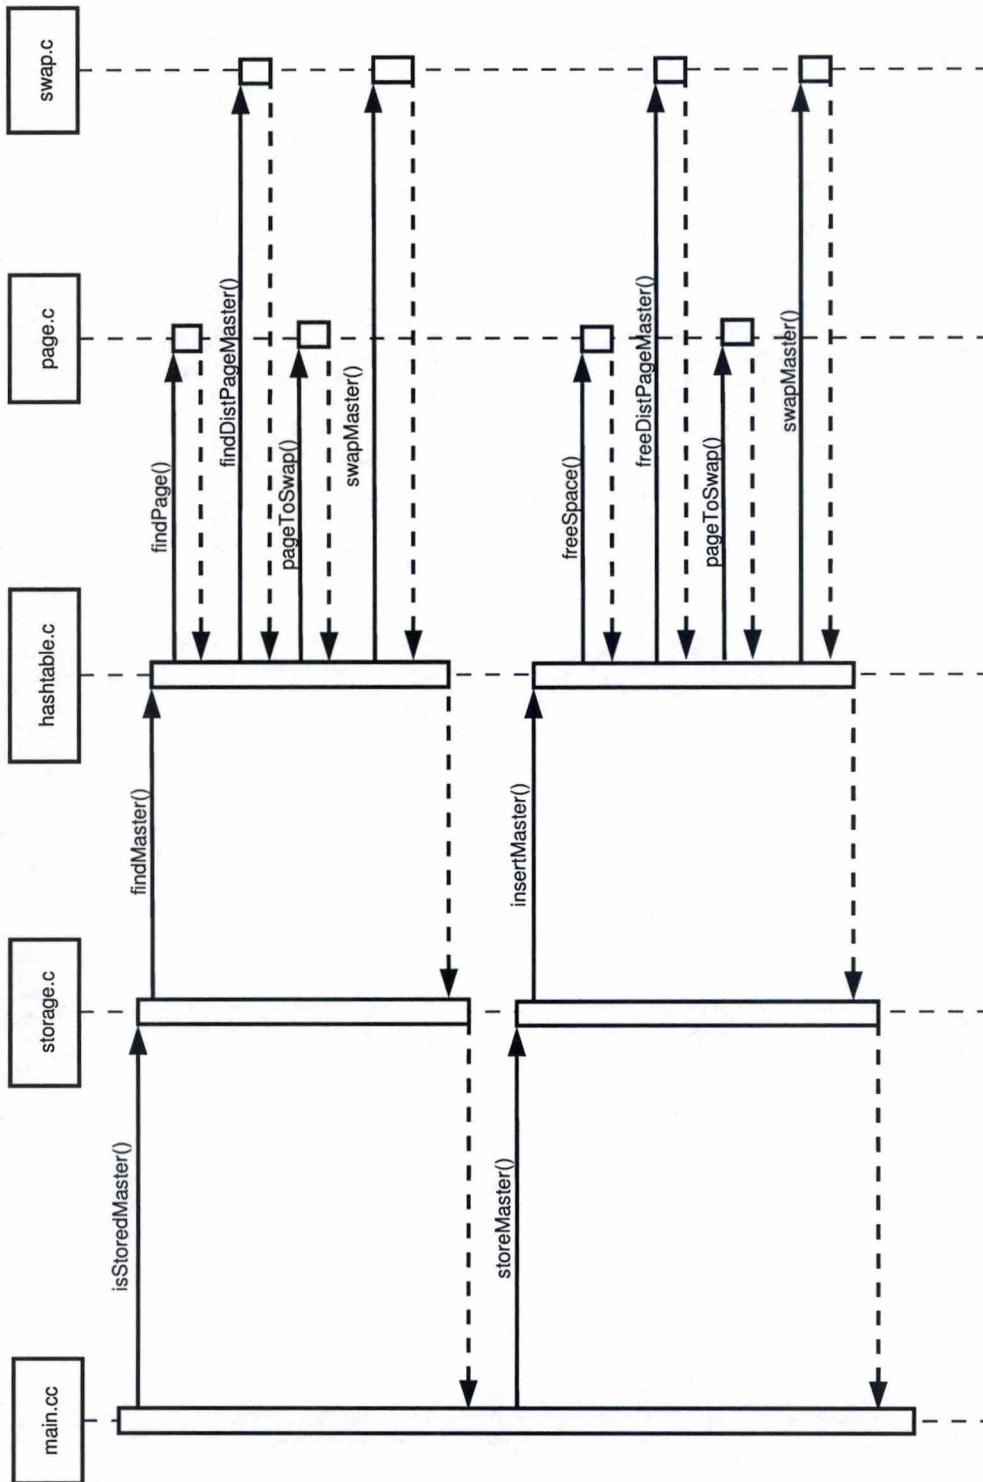 main.cc
storage.c
hashtable.c
page.c
swap.c
isStoredMaster()
findMaster()
findPage()
findDistPageMaster()
pageToSwap()
swapMaster()
storeMaster()
insertMaster()
freeSpace()
freeDistPageMaster()
pageToSwap()
swapMaster()